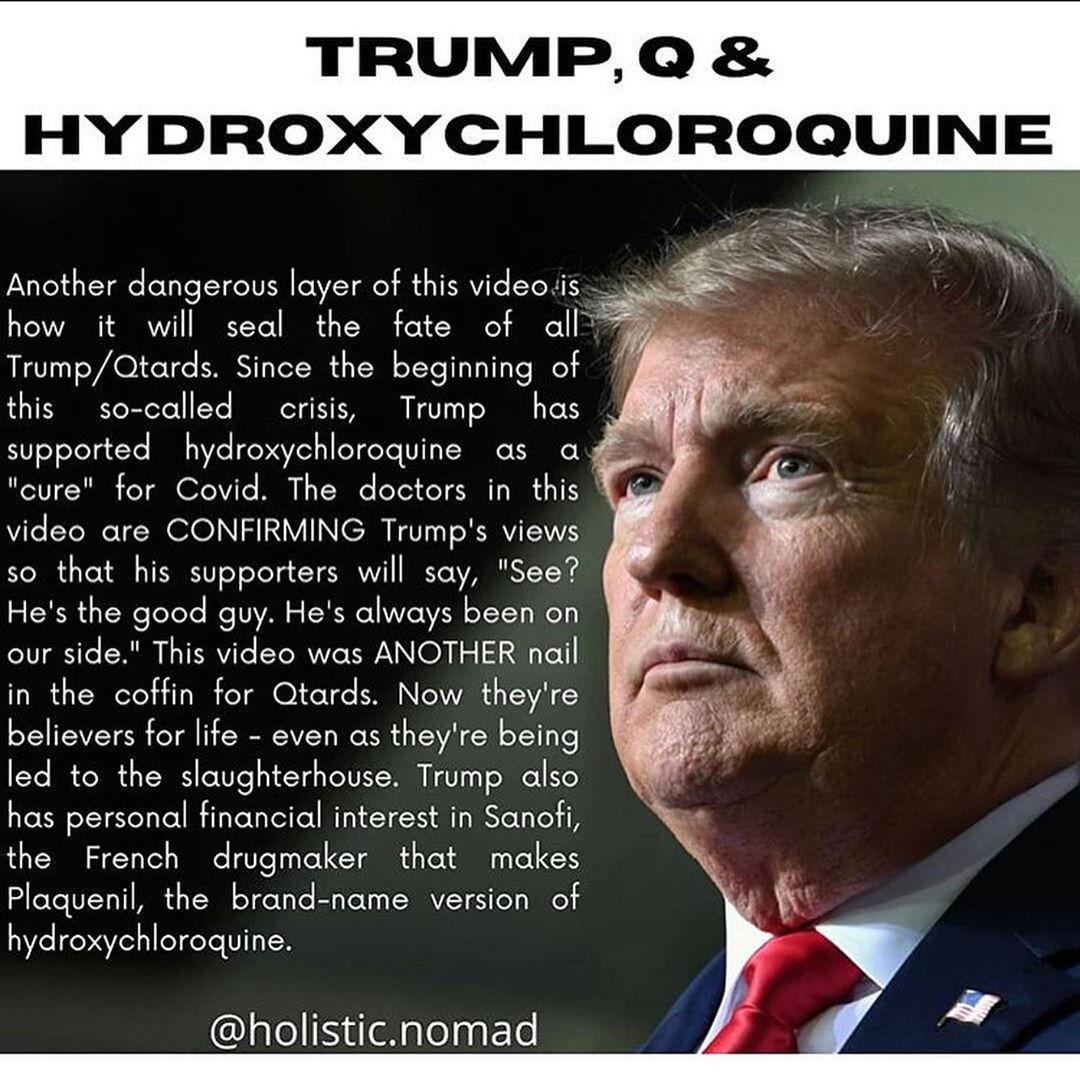 TRUMP, Q &
HYDROXYCHLOROQUINE
Another dangerous layer of this video is
how it will seal the fate of all
Trump/Qtards. Since the beginning of
this so-called crisis, Trump has
supported hydroxychloroquine as a
"cure" for Covid. The doctors in this
video are CONFIRMING Trump's views
so that his supporters will say, "See?
He's the good guy. He's always been on
our side." This video was ANOTHER nail
in the coffin for Qtards. Now they're
believers for life - even as they're being
led to the slaughterhouse. Trump also
has personal financial interest in Sanofi,
the French drugmaker that makes
Plaquenil, the brand-name version of
hydroxychloroquine.
@holistic.nomad